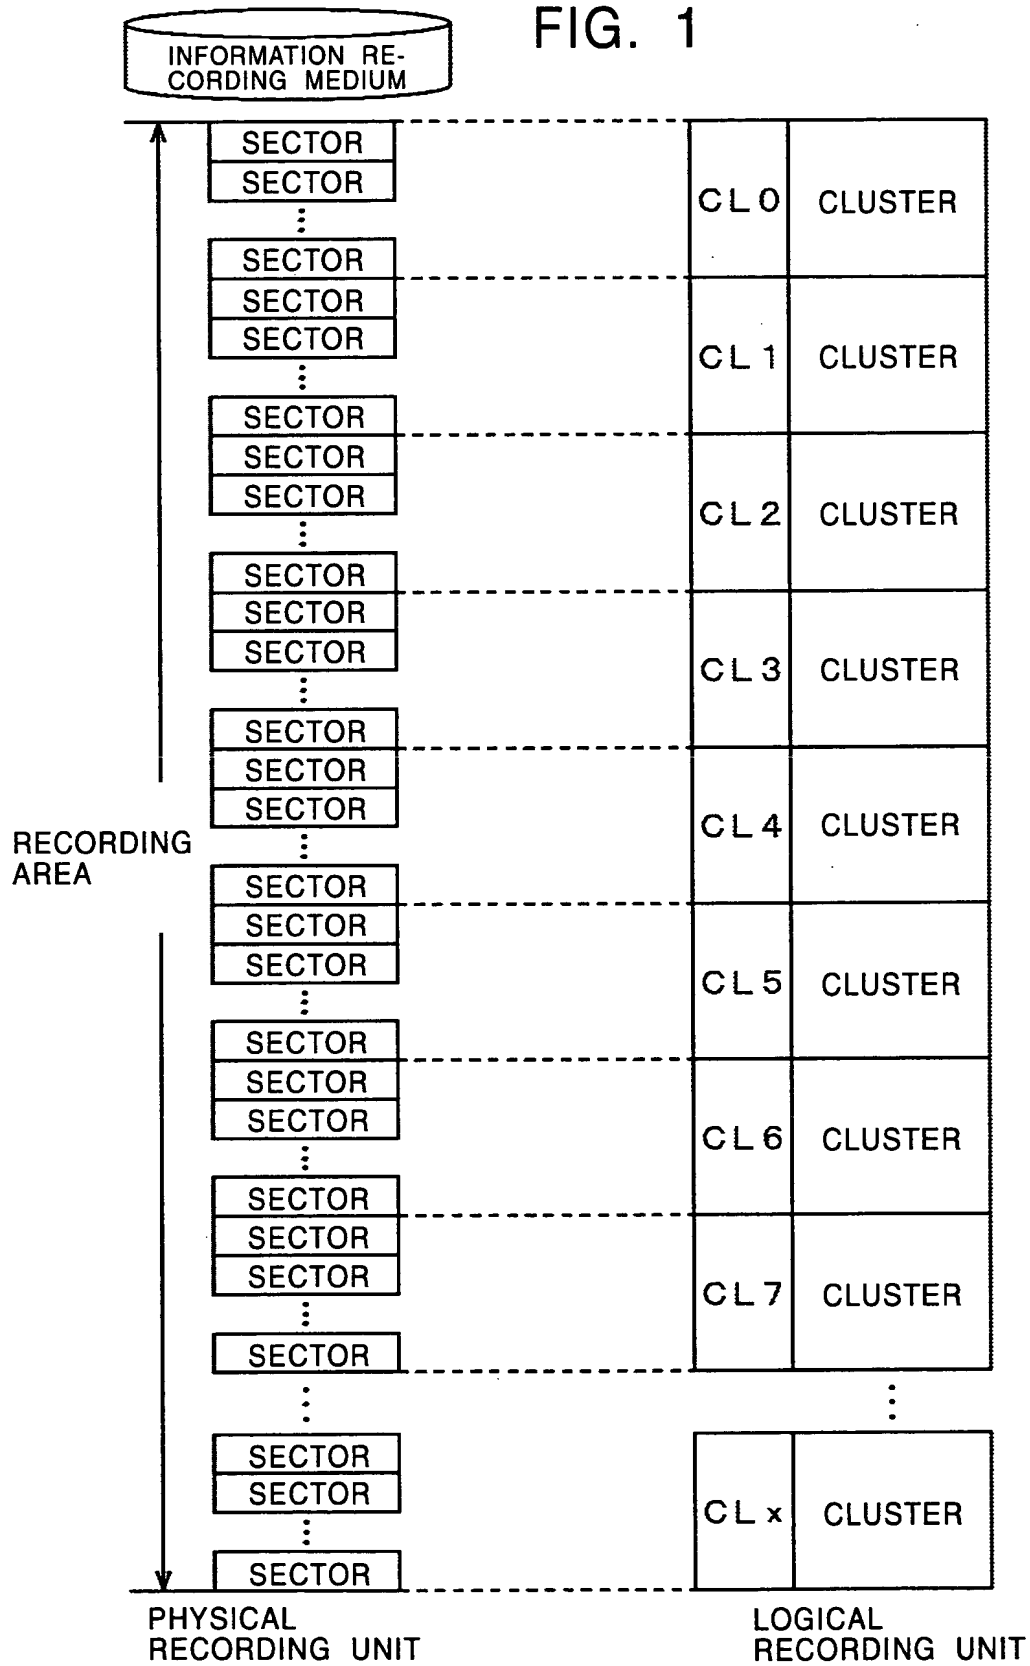 FIG. 1
INFORMATION RE-
CORDING MEDIUM
SECTOR
SECTOR
CL0 CLUSTER
SECTOR
SECTOR
SECTOR
CL1 CLUSTER
SECTOR
SECTOR
SECTOR
CL2 CLUSTER
SECTOR
SECTOR
SECTOR
CL3 CLUSTER
SECTOR
SECTOR
SECTOR
CL4 CLUSTER
RECORDING
AREA
SECTOR
SECTOR
SECTOR
CL5 CLUSTER
SECTOR
SECTOR
SECTOR
CL6 CLUSTER
SECTOR
SECTOR
SECTOR
CL7 CLUSTER
SECTOR
SECTOR
SECTOR
CLx CLUSTER
SECTOR
PHYSICAL
RECORDING UNIT
LOGICAL
RECORDING UNIT